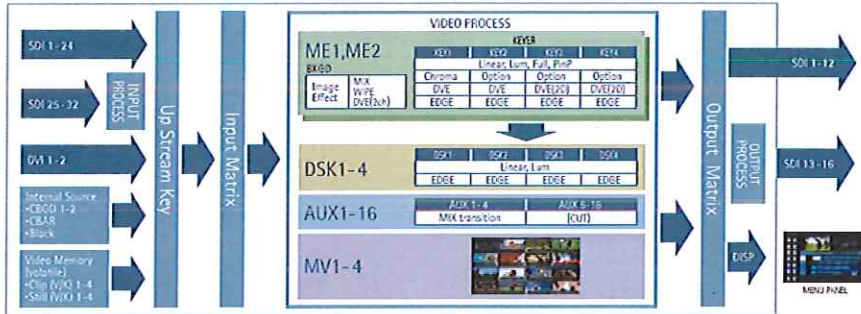 VIDEO PROCESS
SDI 1-24
SDI 25-32
INPUT PROCESS
DVI 1-2
Internal Source
•CBGD 1-2
•CBAR
•Black
Video Memory
(volatile)
•Clip (V/K) 1-4
•Still (V/K) 1-4
Up Stream Key
Input Matrix
ME1,ME2
BKGD
Image Effect
MIX
WIPE
DVE(2ch)
KEYER
KEY1 KEY2 KEY3 KEY4
Linear, Lum, Full, PinP
Chroma Option Option Option
DVE DVE DVE(2D) DVE(2D)
EDGE EDGE EDGE EDGE
DSK1-4
DSK1 DSK2 DSK3 DSK4
Linear, Lum
EDGE EDGE EDGE EDGE
AUX1-16
AUX 1-4
MIX transition
(CUT)
MV1-4
Output Matrix
SDI 1-12
OUTPUT PROCESS
SDI 13-16
DISP
MENU PANEL